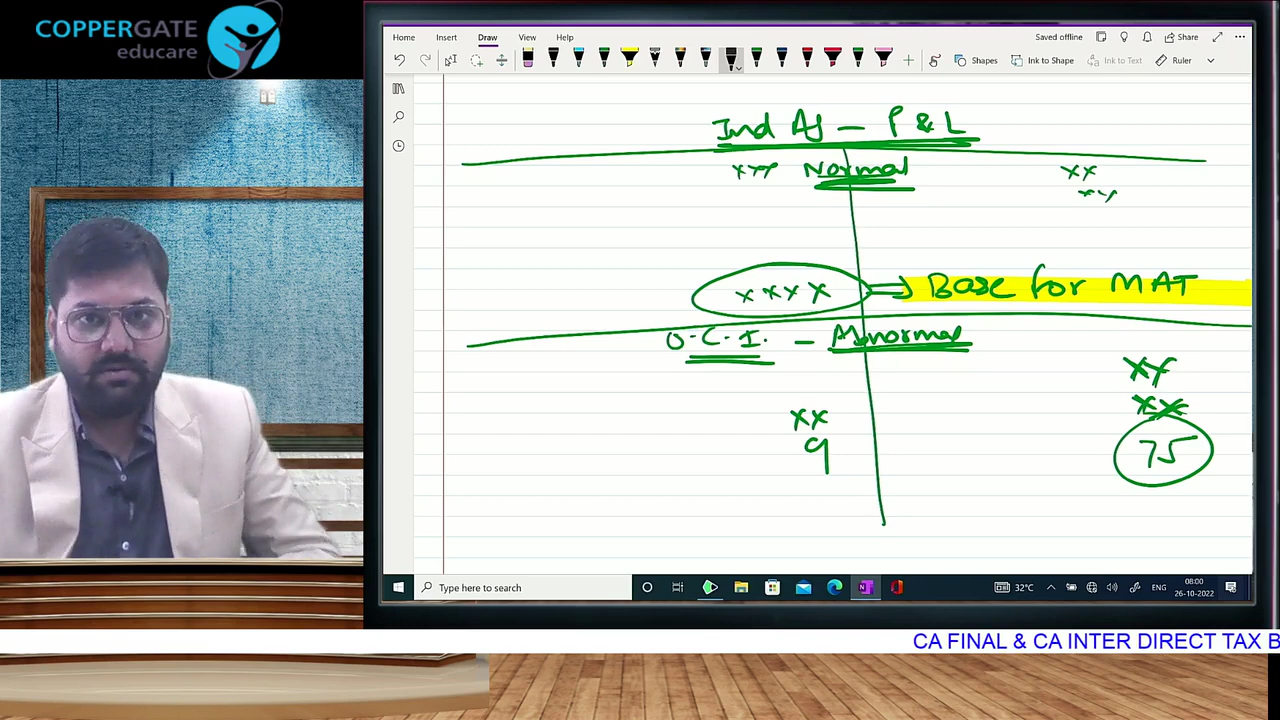 COPPERGATE
educare
Home Insert Draw View Help
Saved offline Share
Shapes Ink to Shape Ink to Text Ruler
Ind AS – P & L
xxx Normal xx
xx
xxxx ⇒ Base for MAT
O.C.I. – Abnormal
xx
xx xx
9 75
Type here to search
32°C ENG 08:00
26-10-2022
CA FINAL & CA INTER DIRECT TAX B